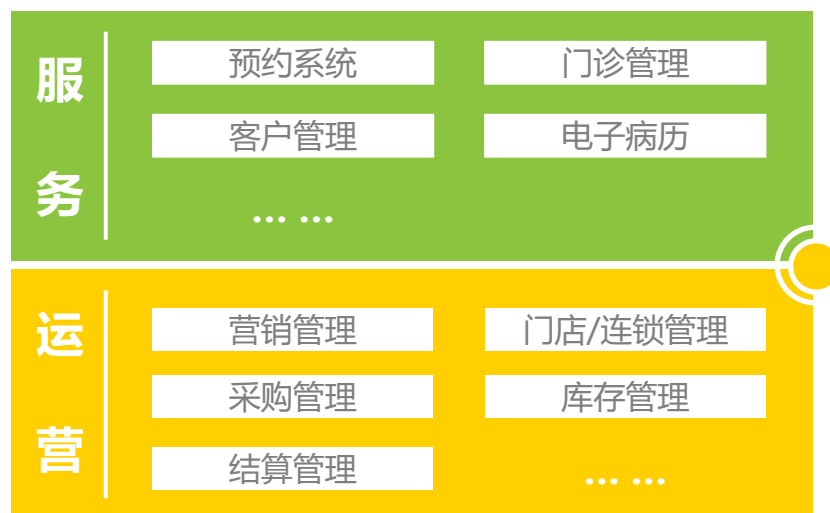 服务
预约系统 门诊管理
客户管理 电子病历
... ...
运营
营销管理 门店/连锁管理
采购管理 库存管理
结算管理 ... ...